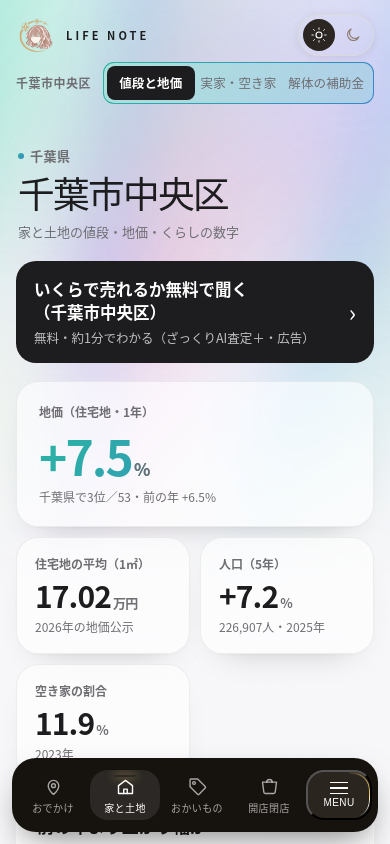 LIFE NOTE
千葉市中央区 値段と地価 実家・空き家 解体の補助金
千葉県
千葉市中央区
家と土地の値段・地価・くらしの数字
いくらで売れるか無料で聞く
（千葉市中央区）
無料・約1分でわかる（ざっくりAI査定＋・広告）
›
地価（住宅地・1年）
+7.5%
千葉県で3位／53・前の年 +6.5%
住宅地の平均（1㎡）
17.02万円
2026年の地価公示
人口（5年）
+7.2%
226,907人・2025年
空き家の割合
11.9%
2023年
おでかけ 家と土地 おかいもの 開店閉店 MENU